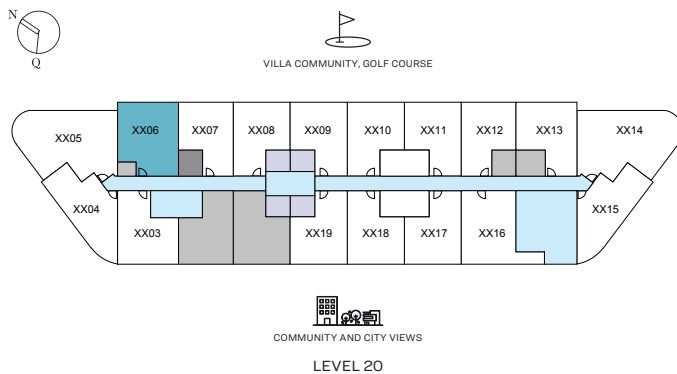 N
Q
VILLA COMMUNITY, GOLF COURSE
XX05
XX06
XX07
XX08
XX09
XX10
XX11
XX12
XX13
XX14
XX04
XX03
XX19
XX18
XX17
XX16
XX15
COMMUNITY AND CITY VIEWS
LEVEL 20